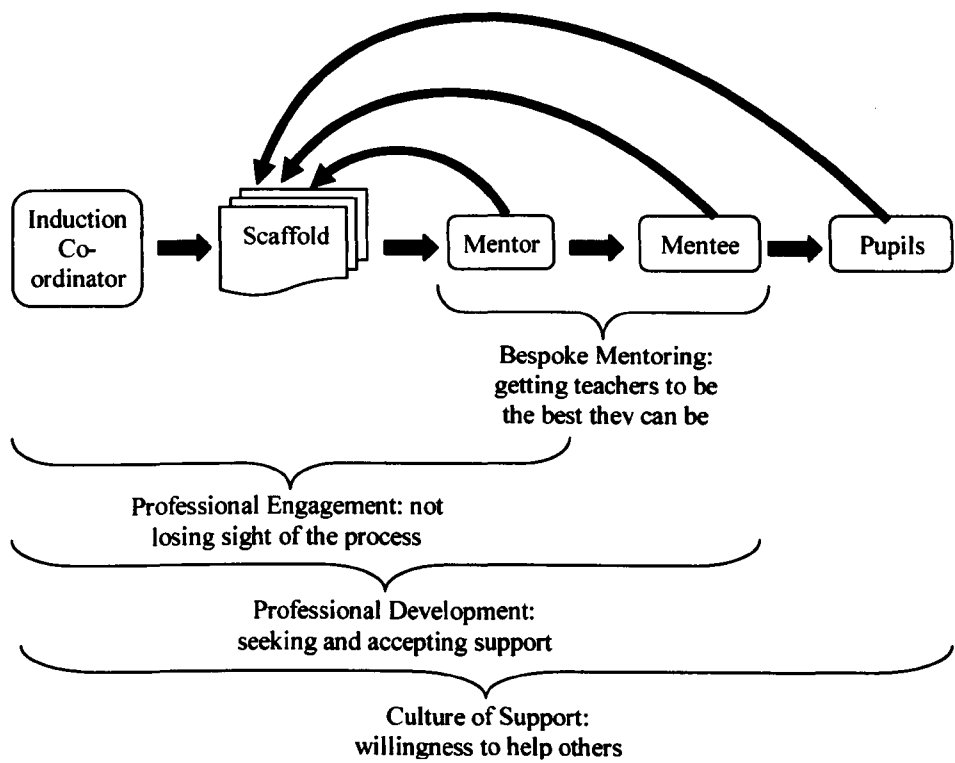 Induction
Co-
ordinator
Scaffold
Mentor
Mentee
Pupils
Bespoke Mentoring:
getting teachers to be
the best they can be
Professional Engagement: not
losing sight of the process
Professional Development:
seeking and accepting support
Culture of Support:
willingness to help others